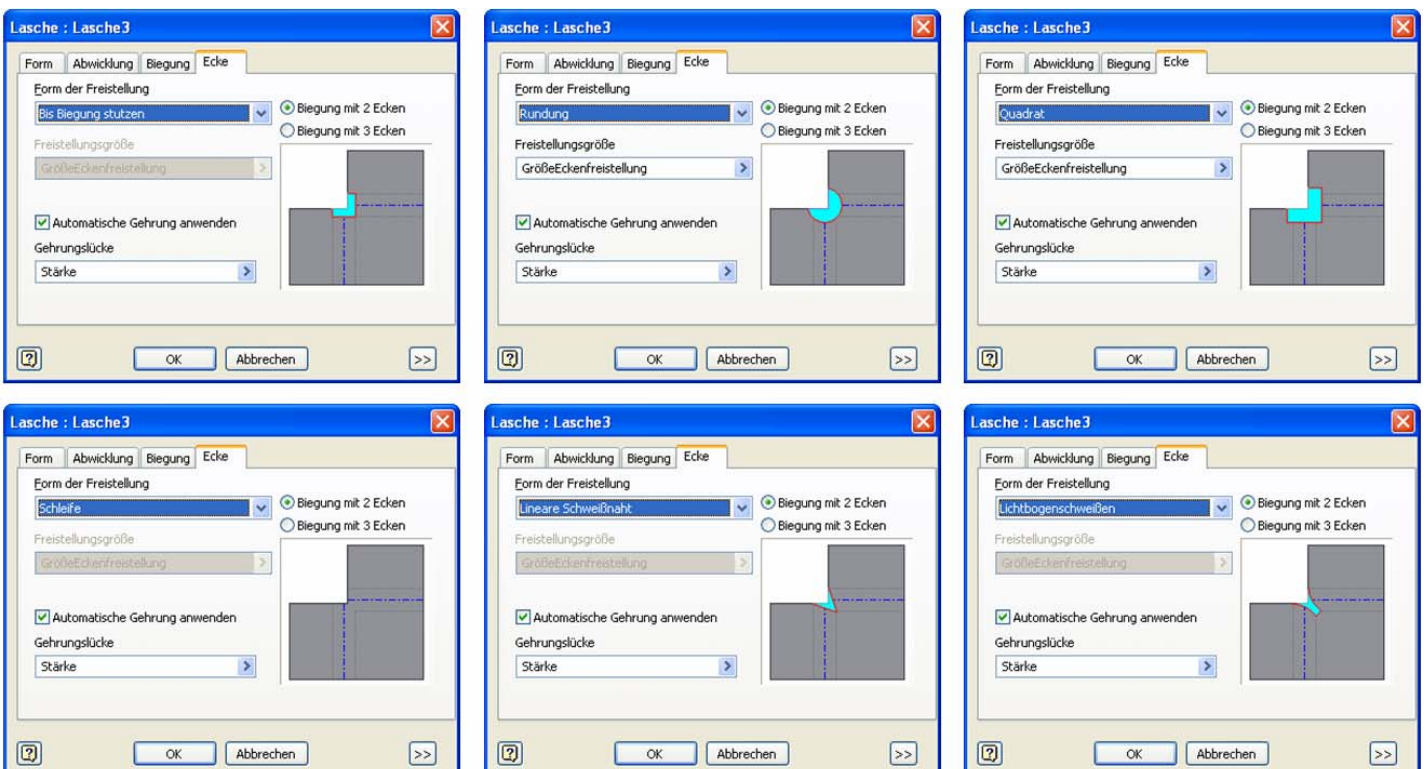 Lasche : Lasche3
Form Abwicklung Biegung Ecke
Form der Freistellung
Bis Biegung stutzen
Biegung mit 2 Ecken
Biegung mit 3 Ecken
Freistellungsgröße
GrößeEckenfreistellung
Automatische Gehrung anwenden
Gehrungslücke
Stärke
OK Abbrechen >>
Lasche : Lasche3
Form Abwicklung Biegung Ecke
Form der Freistellung
Rundung
Biegung mit 2 Ecken
Biegung mit 3 Ecken
Freistellungsgröße
GrößeEckenfreistellung
Automatische Gehrung anwenden
Gehrungslücke
Stärke
OK Abbrechen >>
Lasche : Lasche3
Form Abwicklung Biegung Ecke
Form der Freistellung
Quadrat
Biegung mit 2 Ecken
Biegung mit 3 Ecken
Freistellungsgröße
GrößeEckenfreistellung
Automatische Gehrung anwenden
Gehrungslücke
Stärke
OK Abbrechen >>
Lasche : Lasche3
Form Abwicklung Biegung Ecke
Form der Freistellung
Schleife
Biegung mit 2 Ecken
Biegung mit 3 Ecken
Freistellungsgröße
GrößeEckenfreistellung
Automatische Gehrung anwenden
Gehrungslücke
Stärke
OK Abbrechen >>
Lasche : Lasche3
Form Abwicklung Biegung Ecke
Form der Freistellung
Lineare Schweißnaht
Biegung mit 2 Ecken
Biegung mit 3 Ecken
Freistellungsgröße
GrößeEckenfreistellung
Automatische Gehrung anwenden
Gehrungslücke
Stärke
OK Abbrechen >>
Lasche : Lasche3
Form Abwicklung Biegung Ecke
Form der Freistellung
Lichtbogenschweißen
Biegung mit 2 Ecken
Biegung mit 3 Ecken
Freistellungsgröße
GrößeEckenfreistellung
Automatische Gehrung anwenden
Gehrungslücke
Stärke
OK Abbrechen >>